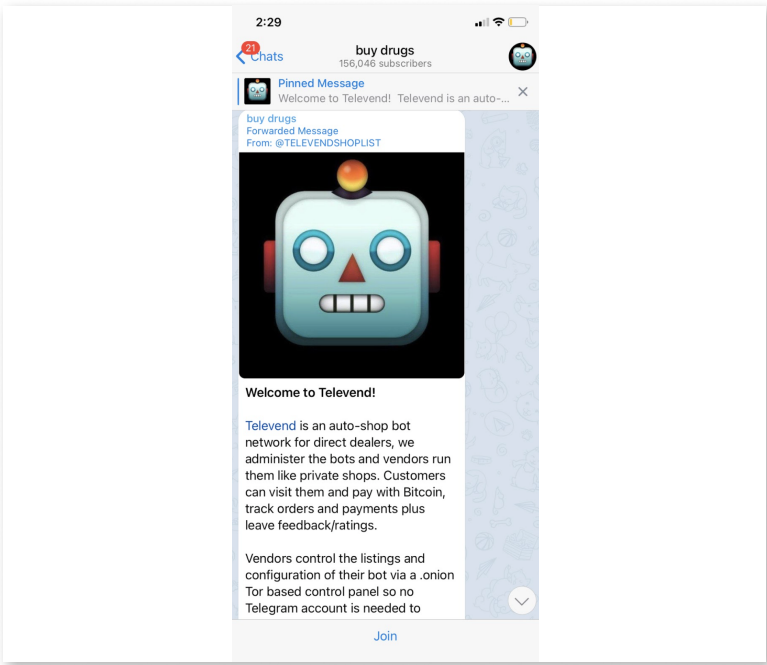 2:29
21
Chats
buy drugs
156,046 subscribers
Pinned Message
Welcome to Televend!  Televend is an auto-...
buy drugs
Forwarded Message
From: @TELEVENDSHOPLIST
Welcome to Televend!
Televend is an auto-shop bot
network for direct dealers, we
administer the bots and vendors run
them like private shops. Customers
can visit them and pay with Bitcoin,
track orders and payments plus
leave feedback/ratings.
Vendors control the listings and
configuration of their bot via a .onion
Tor based control panel so no
Telegram account is needed to
Join